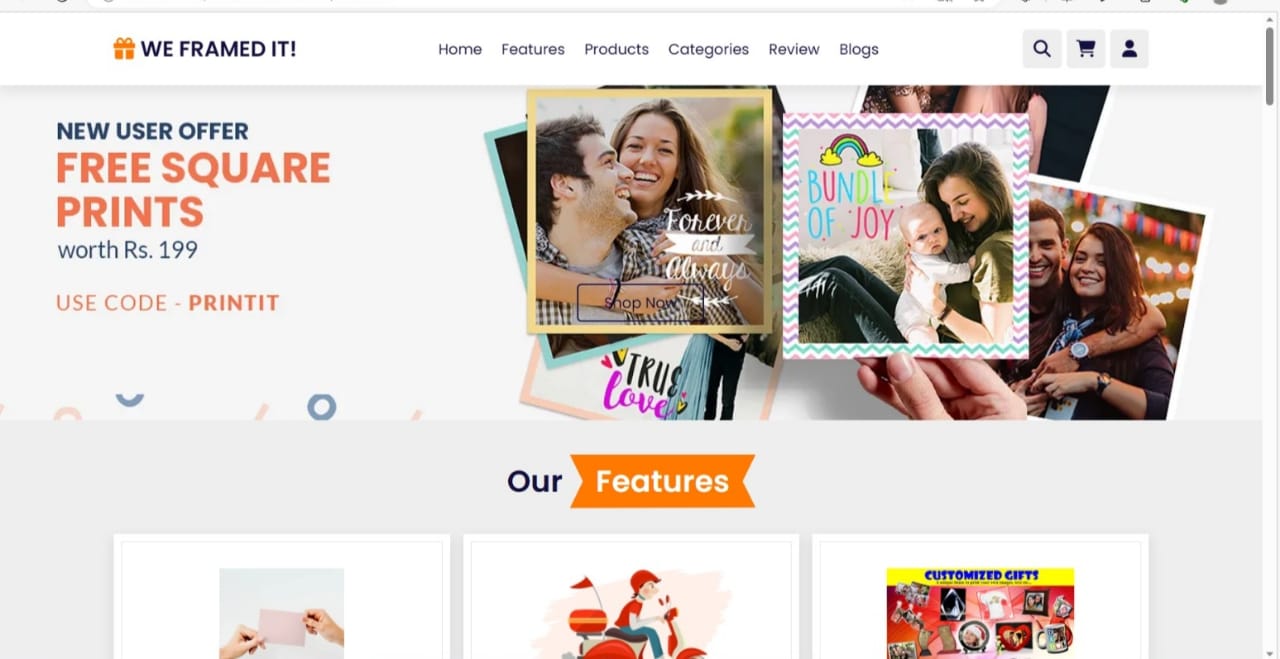 WE FRAMED IT!
Home Features Products Categories Review Blogs
NEW USER OFFER
FREE SQUARE
PRINTS
worth Rs. 199
USE CODE - PRINTIT
Forever
and
Always
Shop Now
BUNDLE
OF JOY
TRUE
love
Our Features
CUSTOMIZED GIFTS